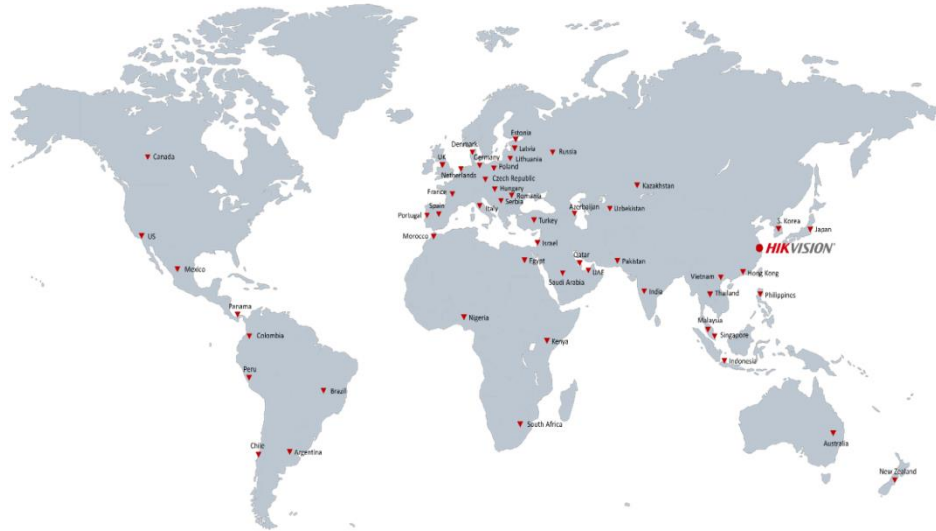 Estonia
Denmark
Latvia
Lithuania
Russia
Canada
UK
Germany
Netherlands
Poland
Czech Republic
Kazakhstan
France
Hungary
Romania
Serbia
Italy
Spain
Azerbaijan
Uzbekistan
Portugal
Turkey
S. Korea
Japan
US
Morocco
Israel
HIKVISION
Egypt
Qatar
Pakistan
Mexico
UAE
Saudi Arabia
Vietnam
Hong Kong
India
Thailand
Philippines
Panama
Nigeria
Malaysia
Colombia
Singapore
Kenya
Indonesia
Peru
Brazil
South Africa
Australia
Chile
Argentina
New Zealand